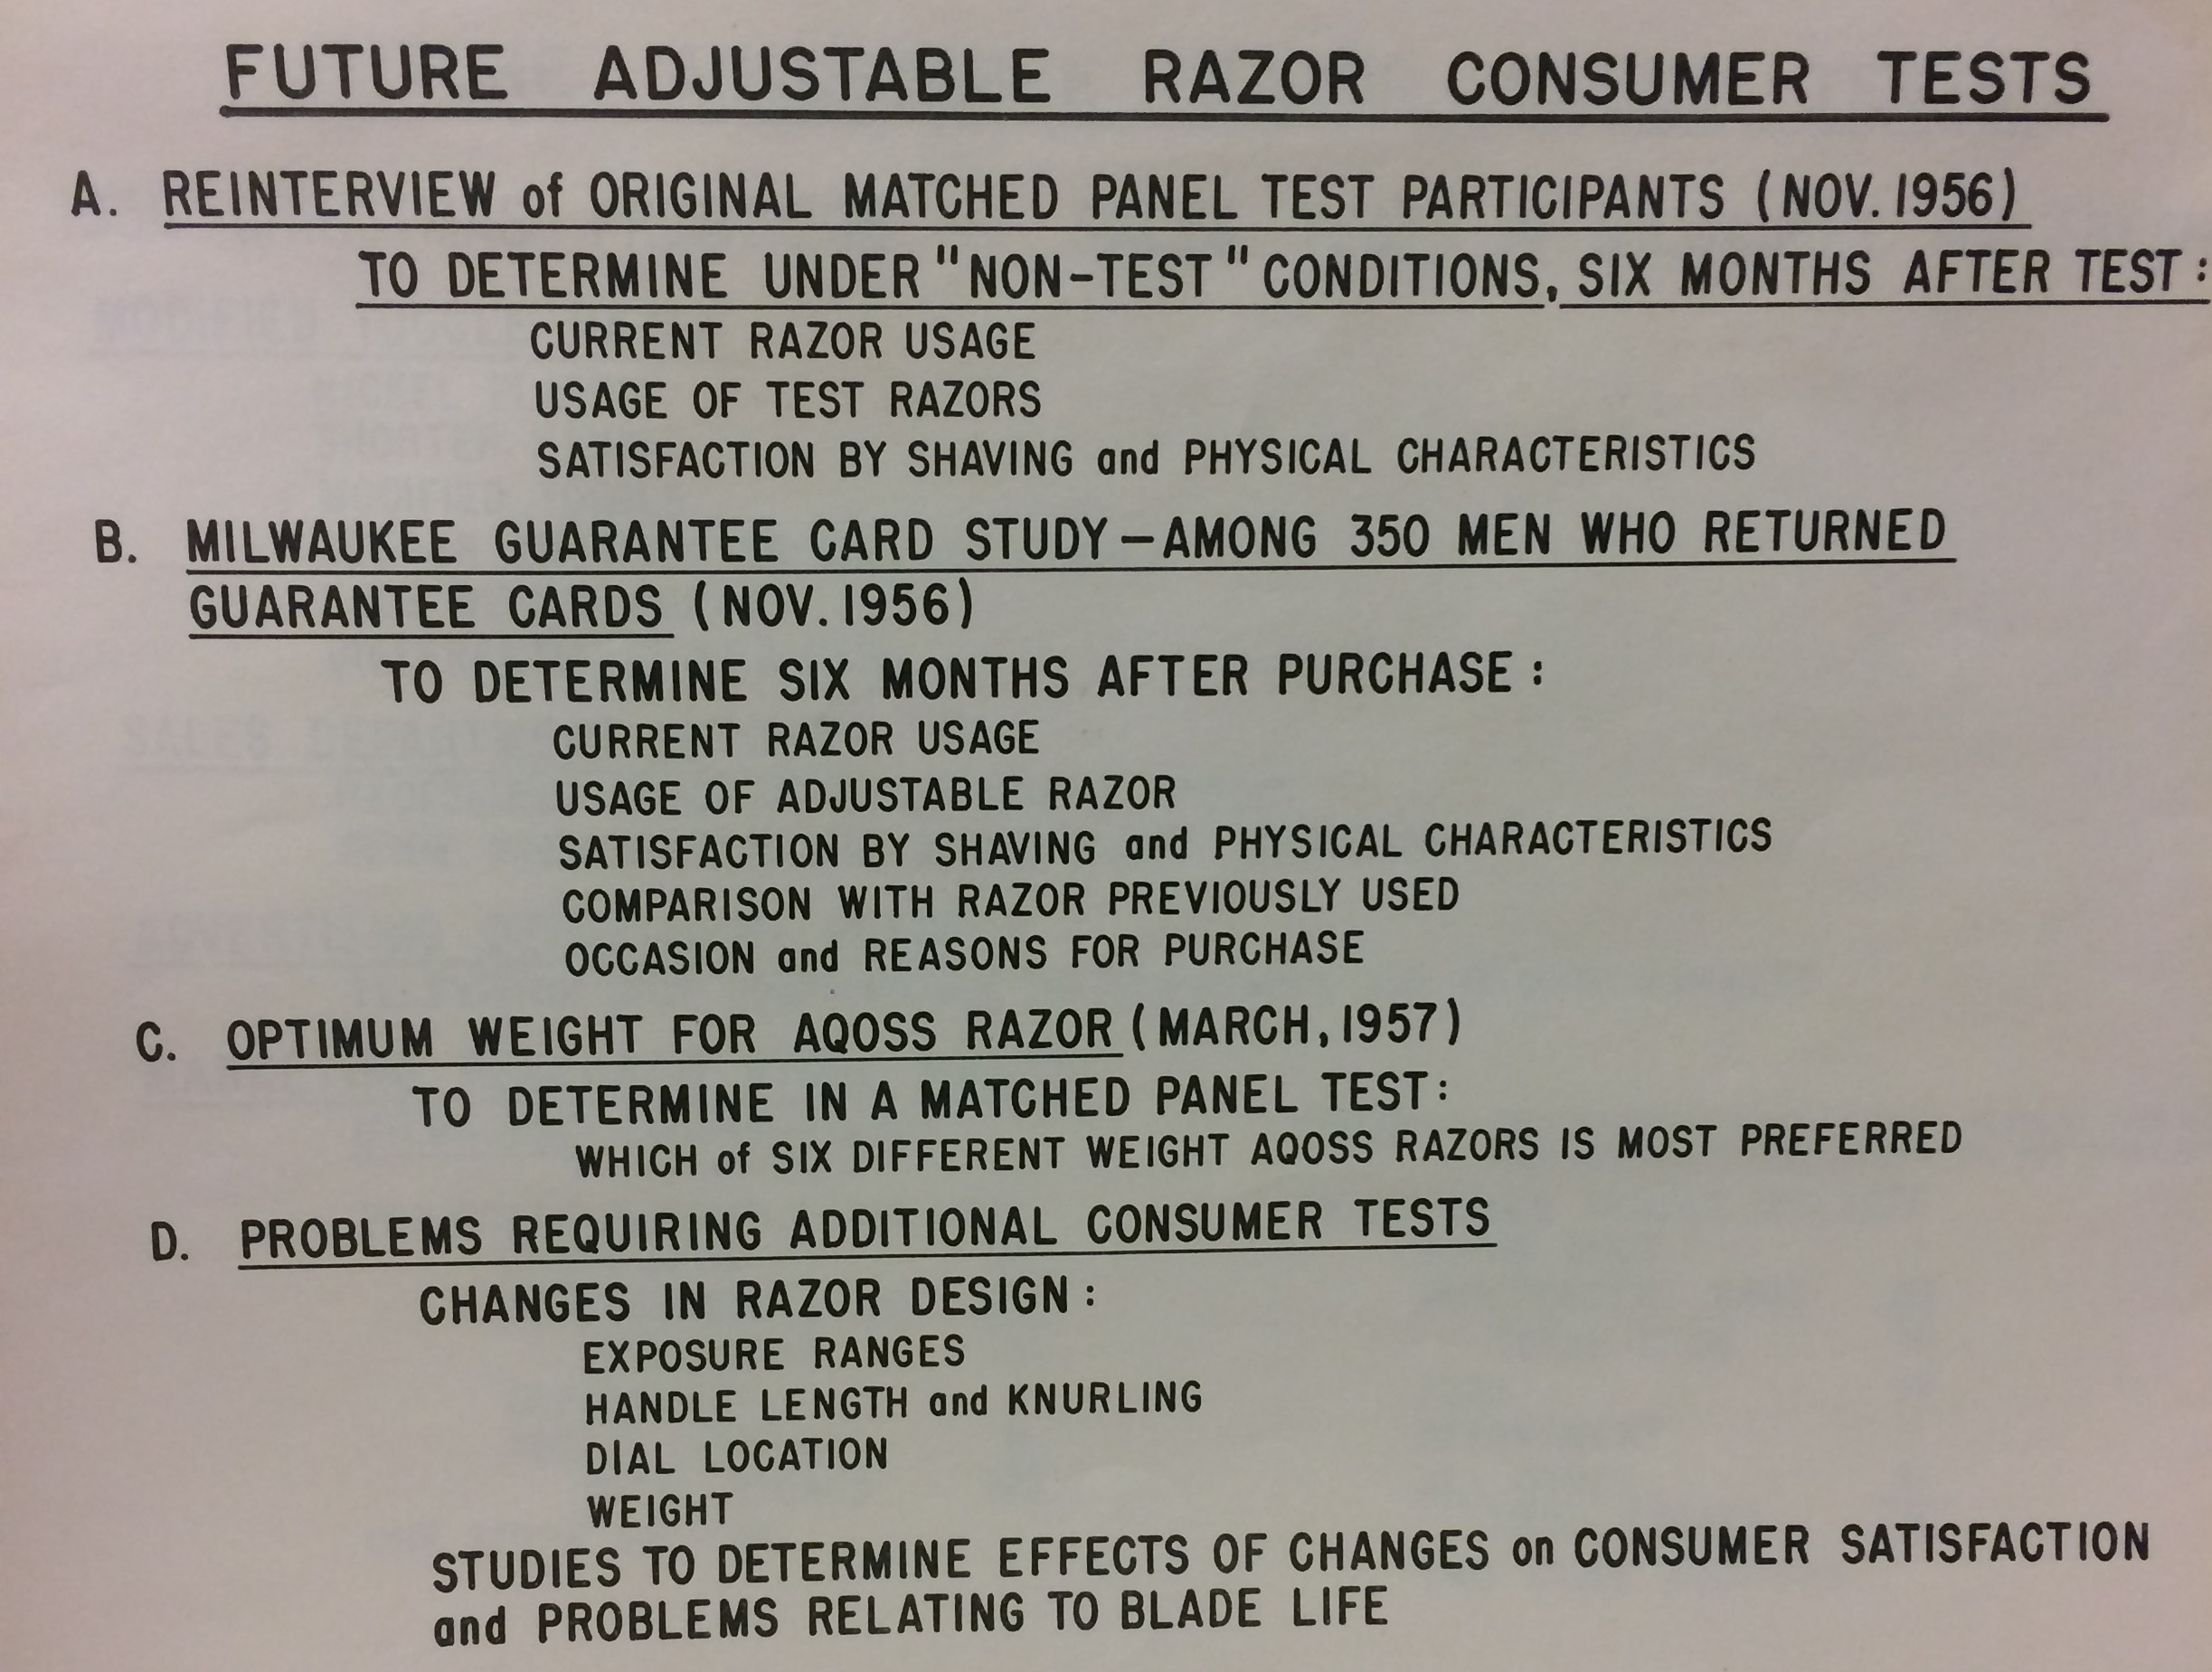 FUTURE ADJUSTABLE RAZOR CONSUMER TESTS
A. REINTERVIEW of ORIGINAL MATCHED PANEL TEST PARTICIPANTS (NOV. 1956)
TO DETERMINE UNDER "NON-TEST" CONDITIONS, SIX MONTHS AFTER TEST:
CURRENT RAZOR USAGE
USAGE OF TEST RAZORS
SATISFACTION BY SHAVING and PHYSICAL CHARACTERISTICS
B. MILWAUKEE GUARANTEE CARD STUDY — AMONG 350 MEN WHO RETURNED
GUARANTEE CARDS (NOV. 1956)
TO DETERMINE SIX MONTHS AFTER PURCHASE:
CURRENT RAZOR USAGE
USAGE OF ADJUSTABLE RAZOR
SATISFACTION BY SHAVING and PHYSICAL CHARACTERISTICS
COMPARISON WITH RAZOR PREVIOUSLY USED
OCCASION and REASONS FOR PURCHASE
C. OPTIMUM WEIGHT FOR AQOSS RAZOR (MARCH, 1957)
TO DETERMINE IN A MATCHED PANEL TEST:
WHICH of SIX DIFFERENT WEIGHT AQOSS RAZORS IS MOST PREFERRED
D. PROBLEMS REQUIRING ADDITIONAL CONSUMER TESTS
CHANGES IN RAZOR DESIGN:
EXPOSURE RANGES
HANDLE LENGTH and KNURLING
DIAL LOCATION
WEIGHT
STUDIES TO DETERMINE EFFECTS OF CHANGES on CONSUMER SATISFACTION
and PROBLEMS RELATING TO BLADE LIFE